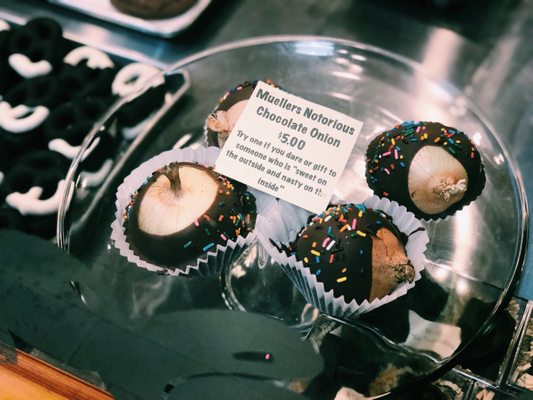 Muellers Notorious
Chocolate Onion
$5.00
Try one if you dare or gift to
someone who is "sweet on
the outside and nasty on the
inside"